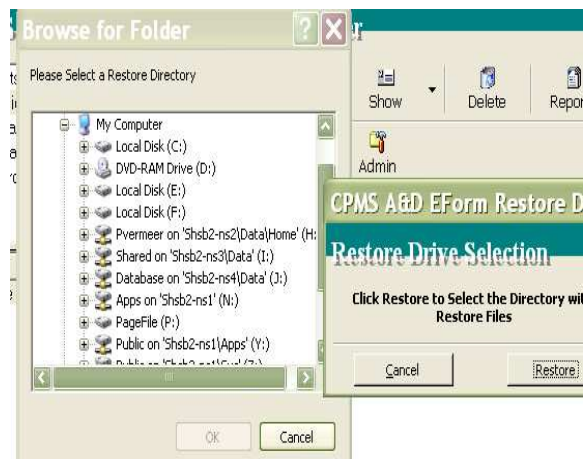 Browse for Folder
Please Select a Restore Directory
My Computer
Local Disk (C:)
DVD-RAM Drive (D:)
Local Disk (E:)
Local Disk (F:)
Pvermeer on 'Shsb2-ns2\Data\Home' (H:
Shared on 'Shsb2-ns3\Data' (I:)
Database on 'Shsb2-ns4\Data' (J:)
Apps on 'Shsb2-ns1' (N:)
PageFile (P:)
Public on 'Shsb2-ns1\Apps' (Y:)
OK
Cancel
Show
Delete
Repor
Admin
CPMS A&D EForm Restore D
Restore Drive Selection
Click Restore to Select the Directory wi
Restore Files
Cancel
Restore